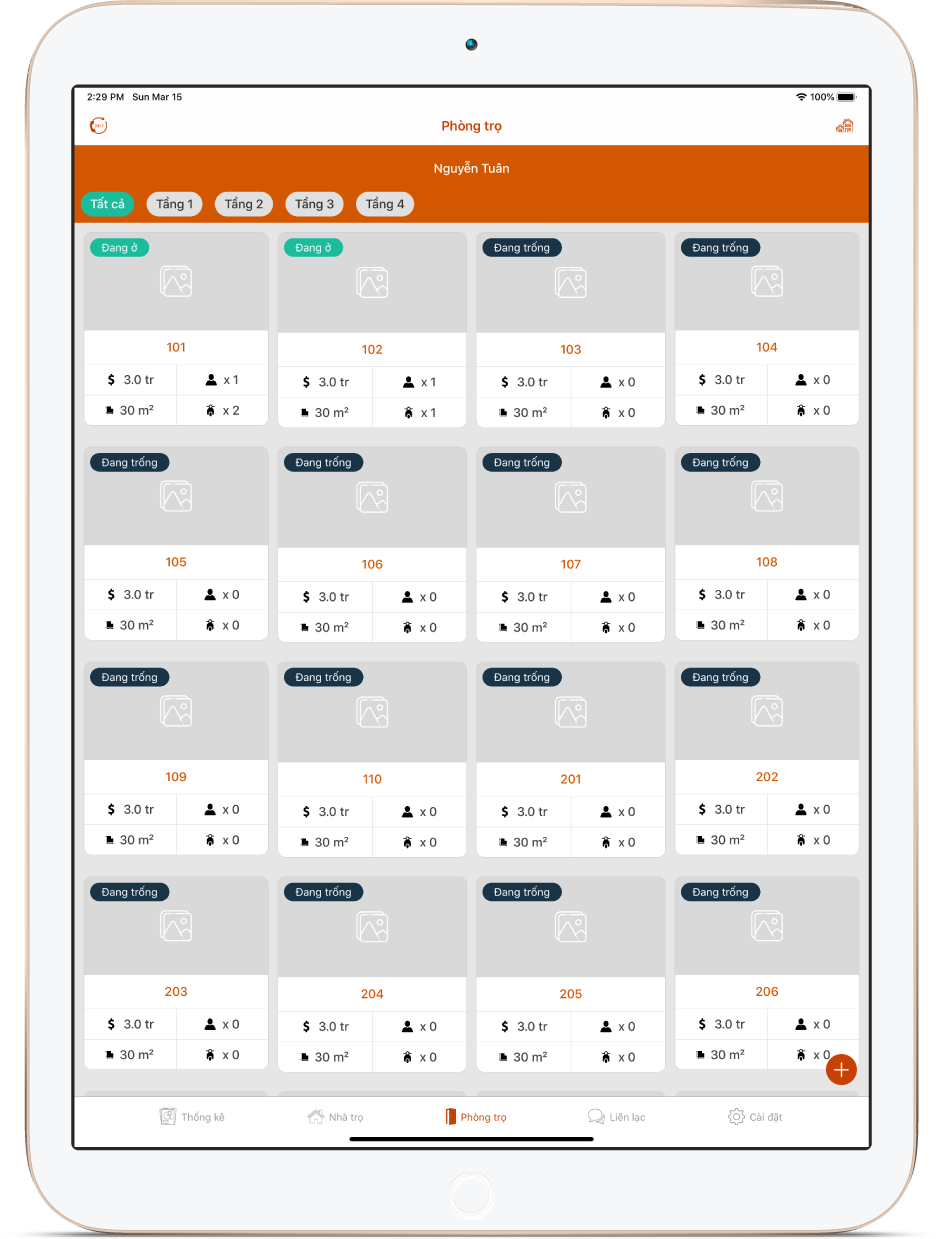 2:29 PM Sun Mar 15 100%
24/7 Phòng trọ
Nguyễn Tuân
Tất cả Tầng 1 Tầng 2 Tầng 3 Tầng 4
Đang ở Đang ở Đang trống Đang trống
101 102 103 104
$ 3.0 tr x 1 $ 3.0 tr x 1 $ 3.0 tr x 0 $ 3.0 tr x 0
30 m² x 2 30 m² x 1 30 m² x 0 30 m² x 0
Đang trống Đang trống Đang trống Đang trống
105 106 107 108
$ 3.0 tr x 0 $ 3.0 tr x 0 $ 3.0 tr x 0 $ 3.0 tr x 0
30 m² x 0 30 m² x 0 30 m² x 0 30 m² x 0
Đang trống Đang trống Đang trống Đang trống
109 110 201 202
$ 3.0 tr x 0 $ 3.0 tr x 0 $ 3.0 tr x 0 $ 3.0 tr x 0
30 m² x 0 30 m² x 0 30 m² x 0 30 m² x 0
Đang trống Đang trống Đang trống Đang trống
203 204 205 206
$ 3.0 tr x 0 $ 3.0 tr x 0 $ 3.0 tr x 0 $ 3.0 tr x 0
30 m² x 0 30 m² x 0 30 m² x 0 30 m² x 0
+
Thống kê Nhà trọ Phòng trọ Liên lạc Cài đặt